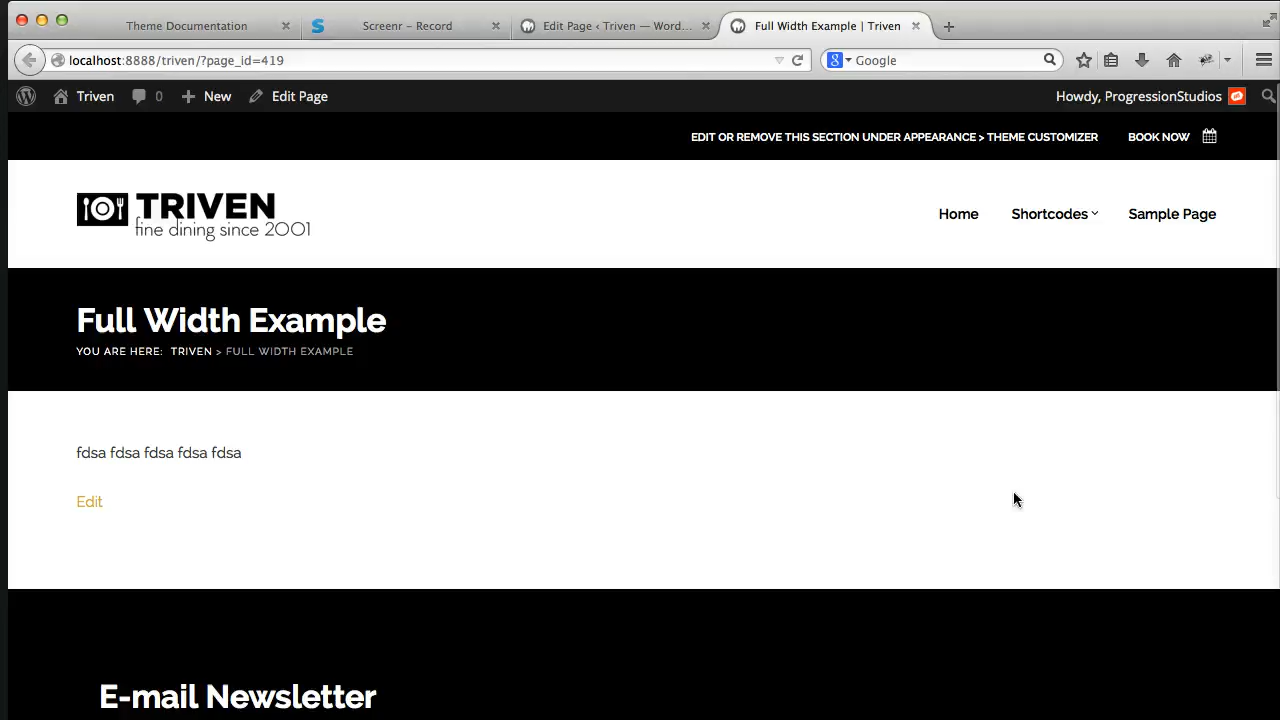 Theme Documentation
Screenr – Record
Edit Page ‹ Triven — Word...
Full Width Example | Triven
localhost:8888/triven/?page_id=419
Google
Triven
0
New
Edit Page
Howdy, ProgressionStudios
EDIT OR REMOVE THIS SECTION UNDER APPEARANCE > THEME CUSTOMIZER
BOOK NOW
TRIVEN
fine dining since 2001
Home
Shortcodes
Sample Page
Full Width Example
YOU ARE HERE: TRIVEN > FULL WIDTH EXAMPLE
fdsa fdsa fdsa fdsa fdsa
Edit
E-mail Newsletter